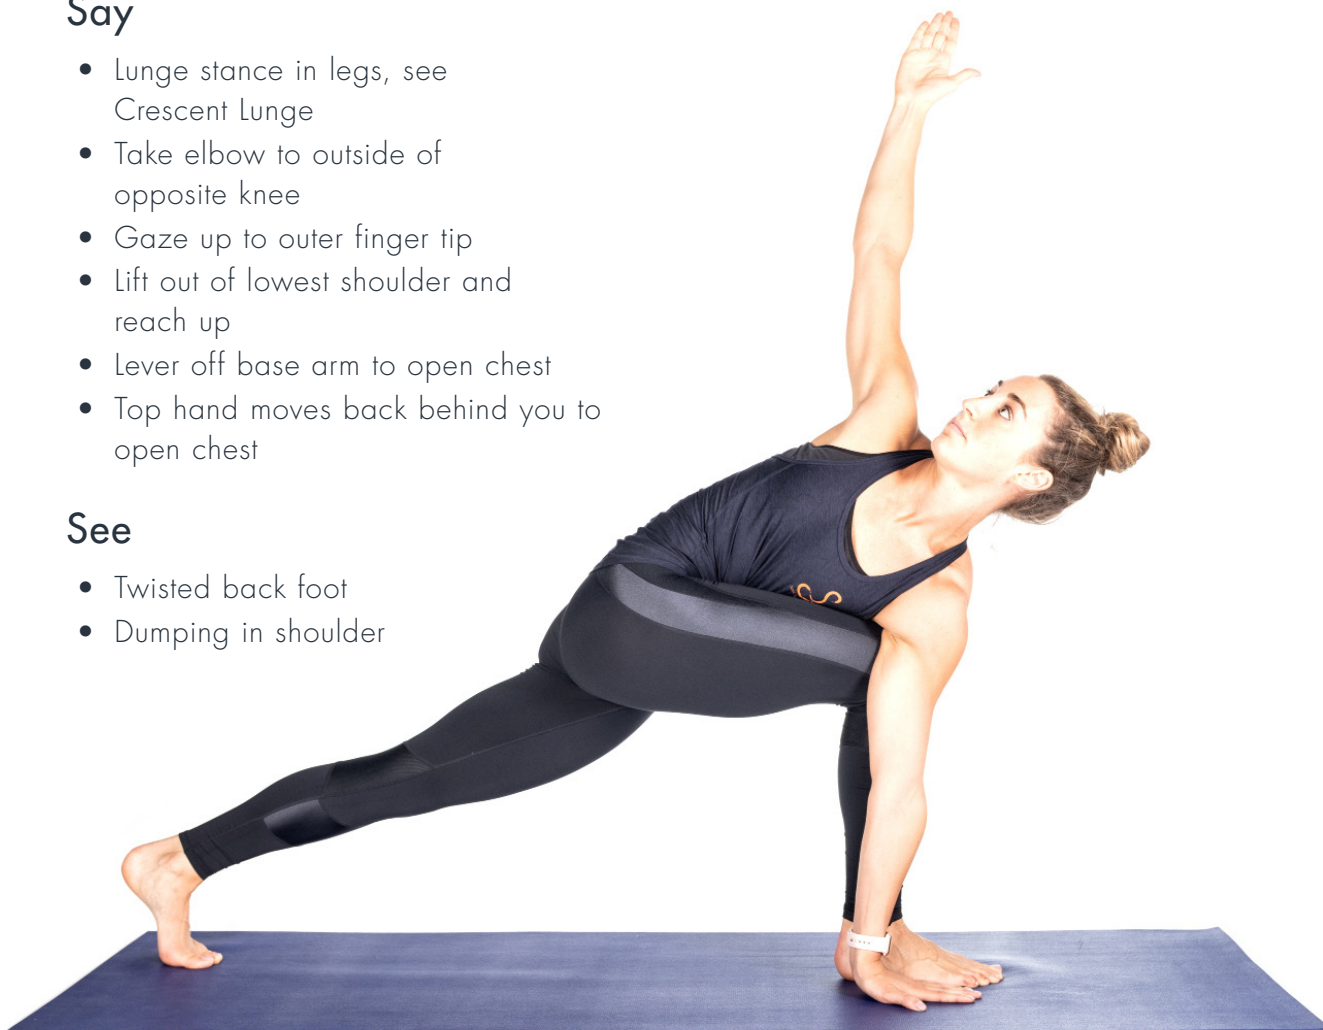 Say
• Lunge stance in legs, see
Crescent Lunge
• Take elbow to outside of
opposite knee
• Gaze up to outer finger tip
• Lift out of lowest shoulder and
reach up
• Lever off base arm to open chest
• Top hand moves back behind you to
open chest
See
• Twisted back foot
• Dumping in shoulder